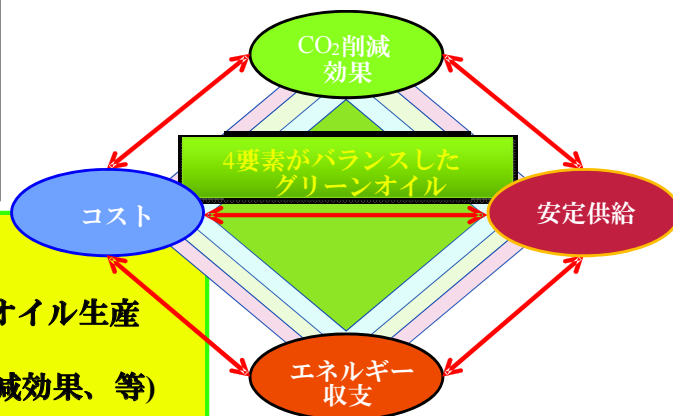 CO₂削減
効果
4要素がバランスした
グリーンオイル
コスト
安定供給
オイル生産
減効果、等)
エネルギー
収支